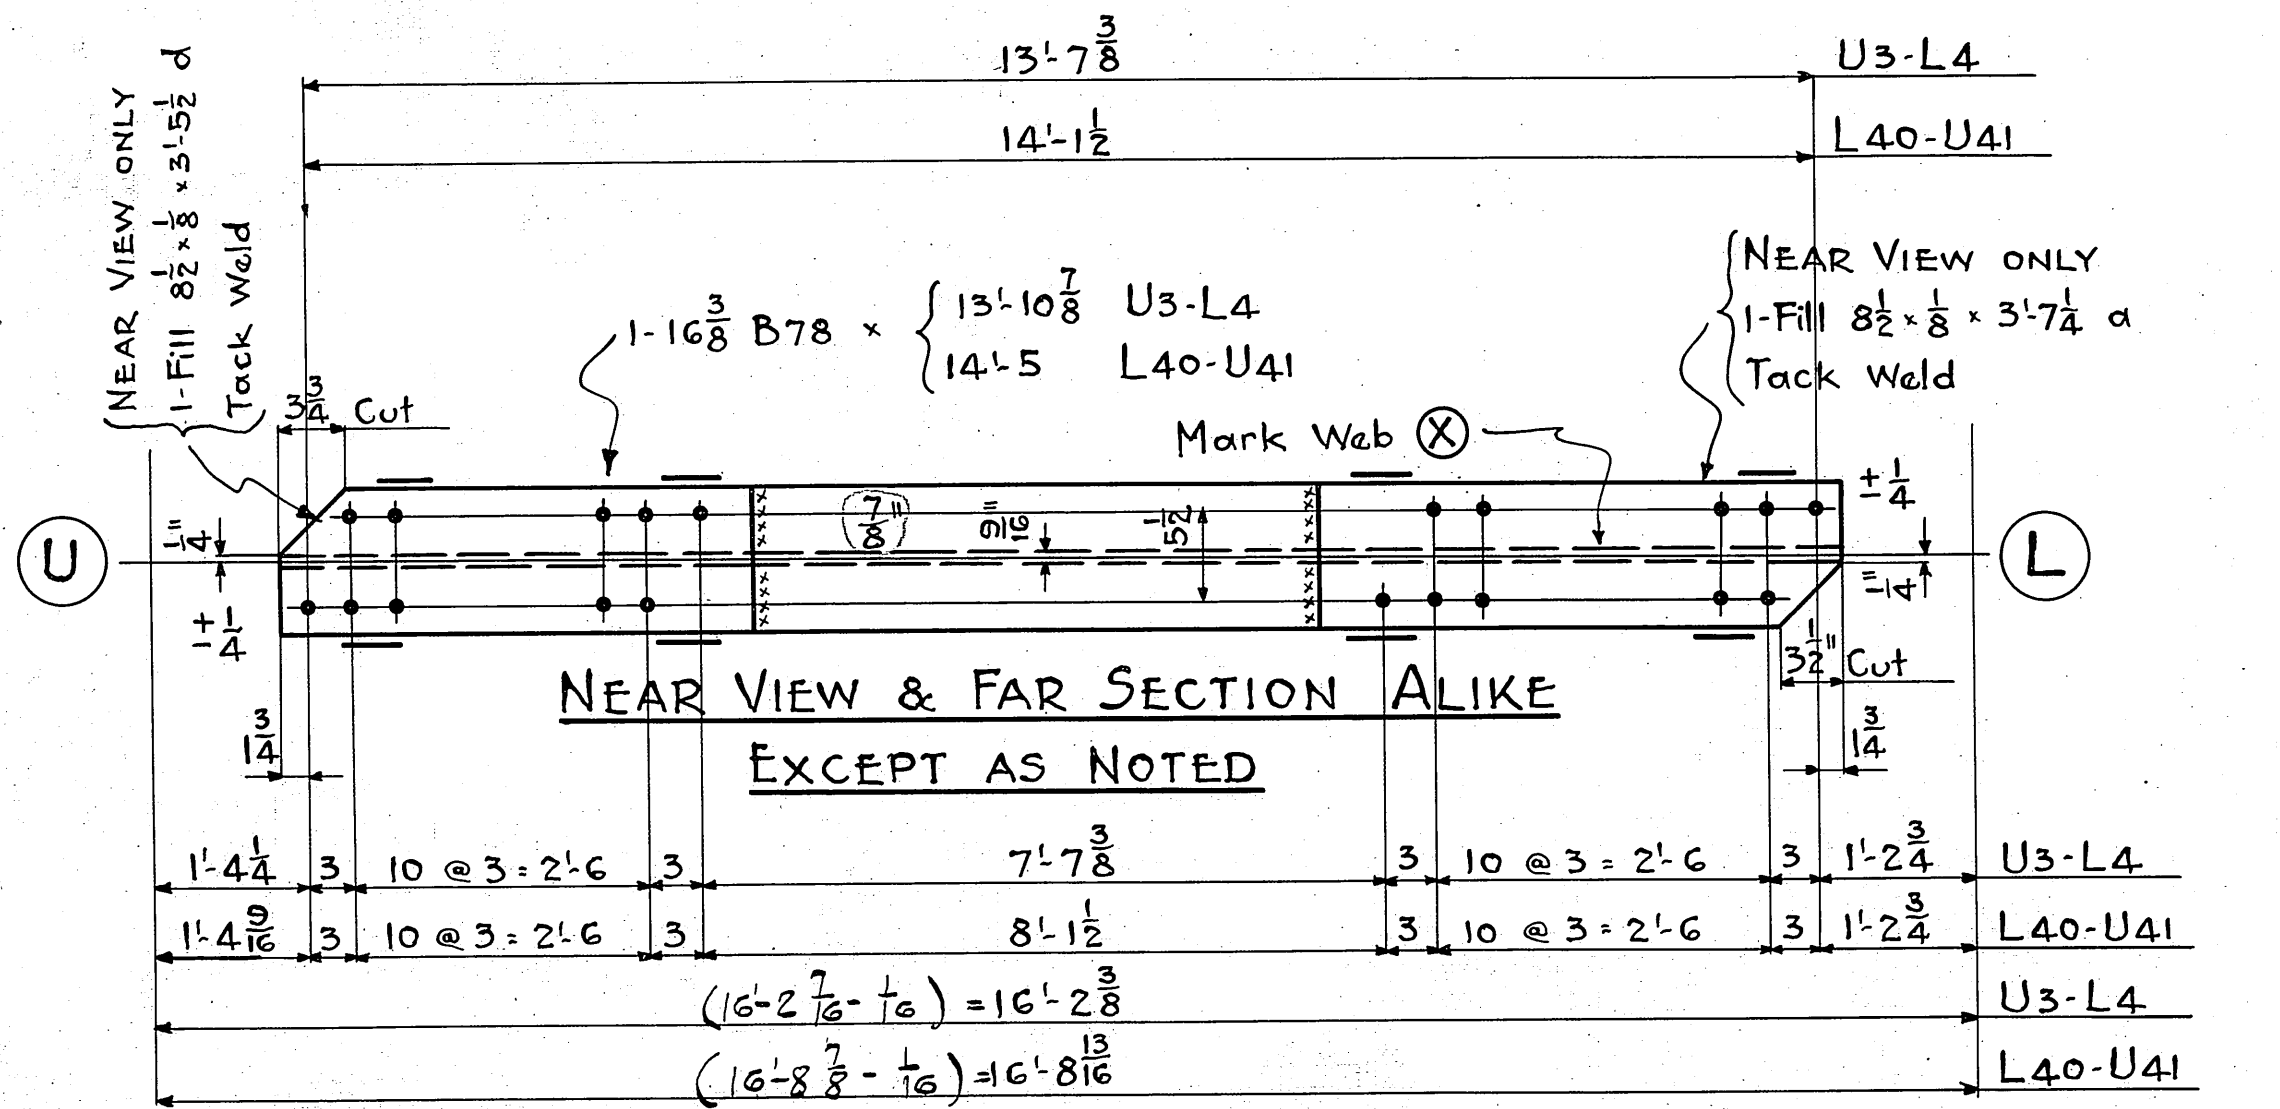 13'-7 3/8 U3-L4
14'-1 1/2 L40-U41
NEAR VIEW ONLY
1-Fill 8 1/2 x 1/8 x 3'-5 1/2 d
Tack Weld
1-16 3/8 B78 x
13'-10 7/8 U3-L4
14'-5 L40-U41
NEAR VIEW ONLY
1-Fill 8 1/2 x 1/8 x 3'-7 1/4 a
Tack Weld
3 3/4 Cut
Mark Web X
± 1/4
1/4"
7/8"
9/16"
5 1/2
U
L
1/4"
± 1/4
3 1/2" Cut
NEAR VIEW & FAR SECTION ALIKE
EXCEPT AS NOTED
1 3/4
1 3/4
1'-4 1/4 3 10 @ 3 = 2'-6 3 7'-7 3/8 3 10 @ 3 = 2'-6 3 1'-2 3/4 U3-L4
1'-4 9/16 3 10 @ 3 = 2'-6 3 8'-1 1/2 3 10 @ 3 = 2'-6 3 1'-2 3/4 L40-U41
(16'-2 7/16 - 1/16) = 16'-2 3/8 U3-L4
(16'-8 7/8 - 1/16) = 16'-8 13/16 L40-U41